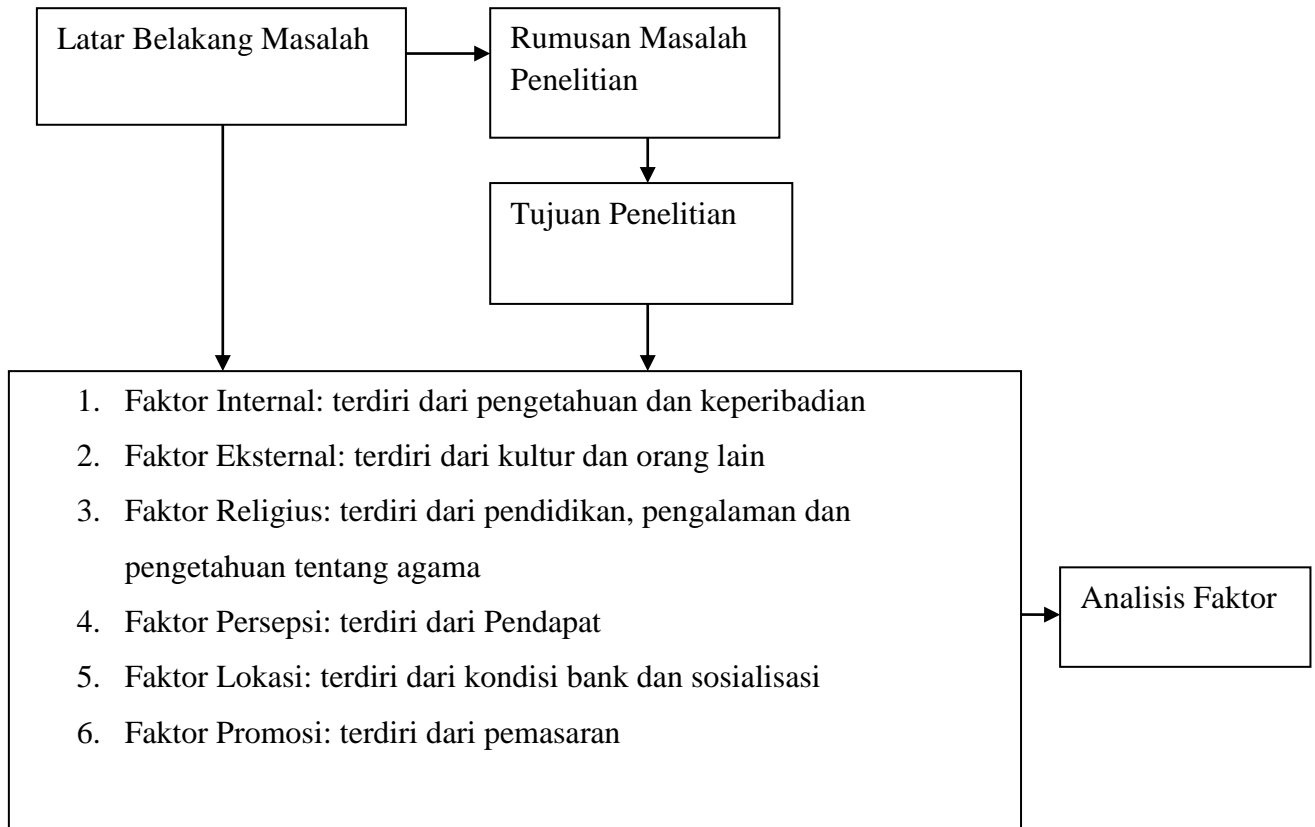 Latar Belakang Masalah
Rumusan Masalah
Penelitian
Tujuan Penelitian
1. Faktor Internal: terdiri dari pengetahuan dan keperibadian
2. Faktor Eksternal: terdiri dari kultur dan orang lain
3. Faktor Religius: terdiri dari pendidikan, pengalaman dan
pengetahuan tentang agama
4. Faktor Persepsi: terdiri dari Pendapat
5. Faktor Lokasi: terdiri dari kondisi bank dan sosialisasi
6. Faktor Promosi: terdiri dari pemasaran
Analisis Faktor